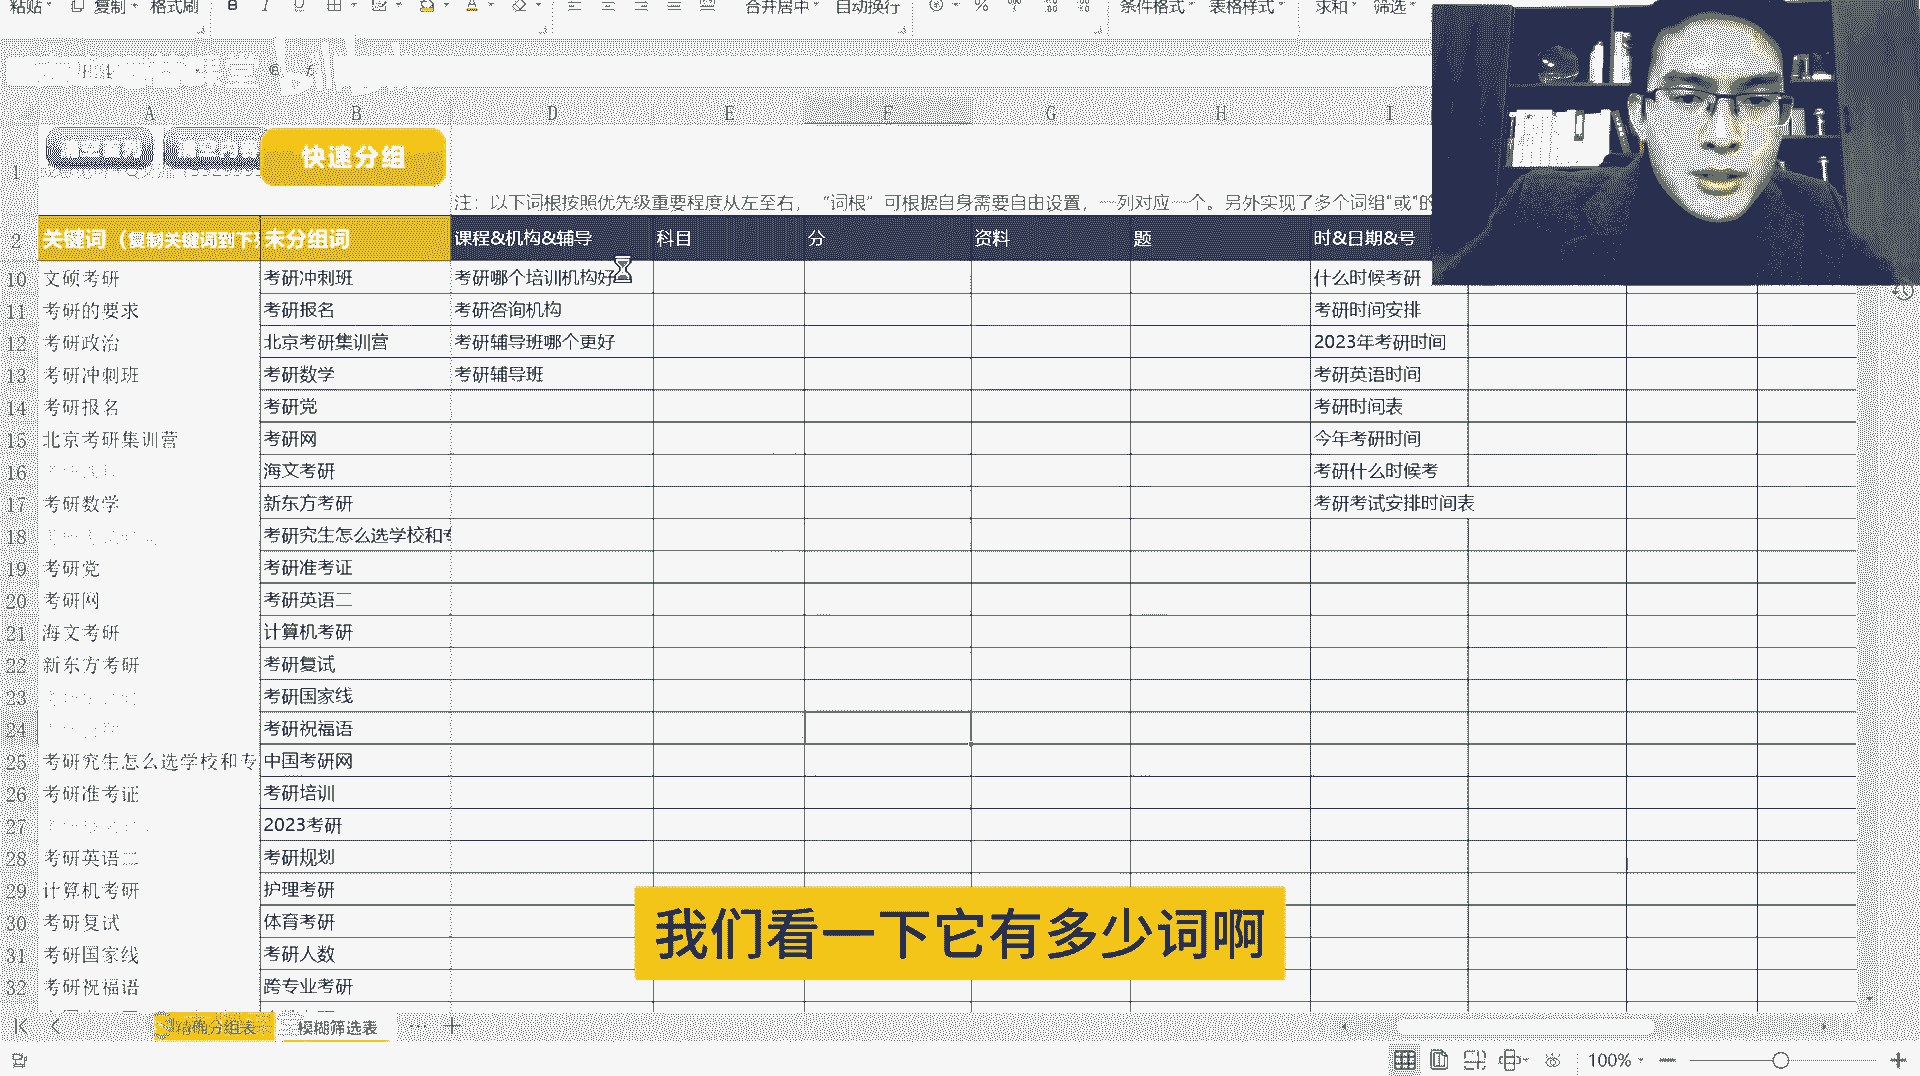 粘贴 复制 格式刷 B I U A 合并居中 自动换行 % 条件格式 表格样式 求和 筛选
A B D E F G H I
1 快速分组
注：以下词根按照优先级重要程度从左至右，“词根”可根据自身需要自由设置，一列对应一个。另外实现了多个词组"或"的
2 关键词（复制关键词到下 未分组词 课程&机构&辅导 科目 分 资料 题 时&日期&号
10 文硕考研 考研冲刺班 考研哪个培训机构好 什么时候考研
11 考研的要求 考研报名 考研咨询机构 考研时间安排
12 考研政治 北京考研集训营 考研辅导班哪个更好 2023年考研时间
13 考研冲刺班 考研数学 考研辅导班 考研英语时间
14 考研报名 考研党 考研时间表
15 北京考研集训营 考研网 今年考研时间
16 海文考研 考研什么时候考
17 考研数学 新东方考研 考研考试安排时间表
18 考研究生怎么选学校和
19 考研党 考研准考证
20 考研网 考研英语二
21 海文考研 计算机考研
22 新东方考研 考研复试
23 考研国家线
24 考研祝福语
25 考研究生怎么选学校和专 中国考研网
26 考研准考证 考研培训
27 2023考研
28 考研英语二 考研规划
29 计算机考研 护理考研
30 考研复试 体育考研
31 考研国家线 考研人数
32 考研祝福语 跨专业考研
我们看一下它有多少词啊
精确分组表 模糊筛选表
100%